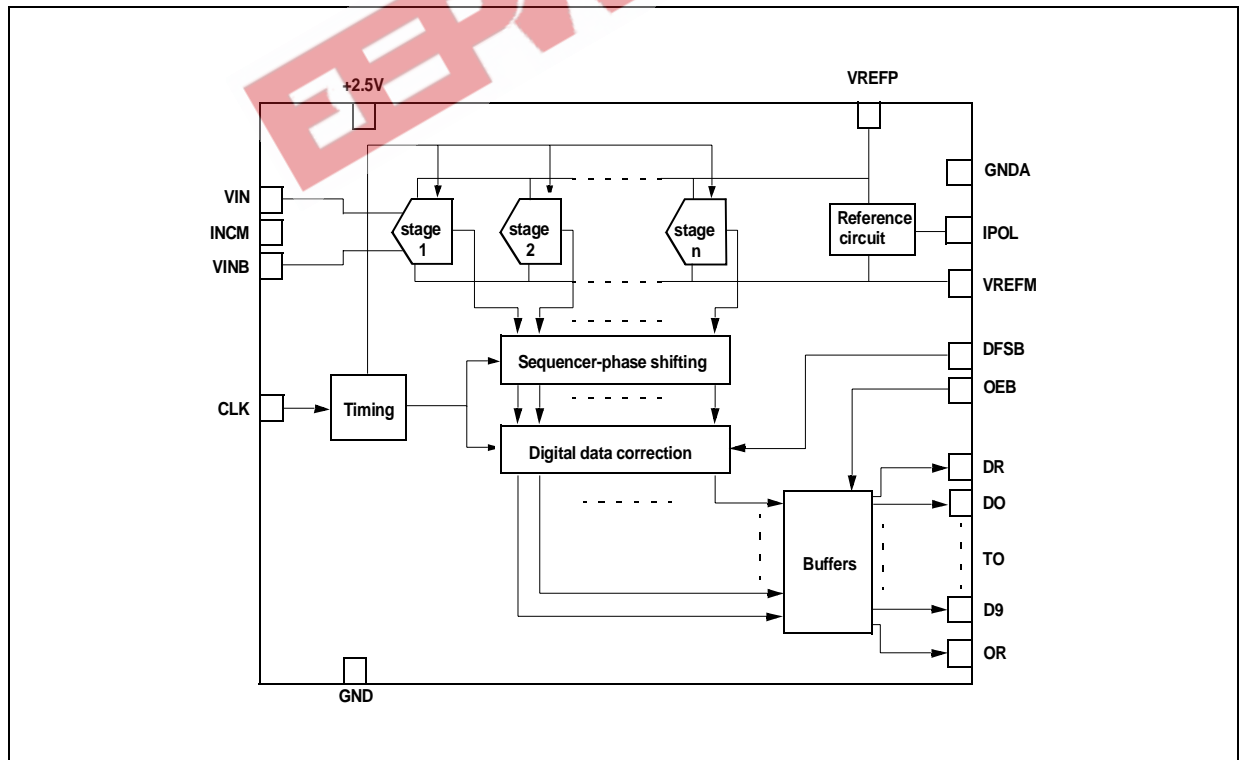 EEPW
+2.5V
VREFP
GNDA
VIN
INCM
VINB
stage
1
stage
2
stage
n
Reference
circuit
IPOL
VREFM
Sequencer-phase shifting
DFSB
OEB
CLK
Timing
Digital data correction
DR
DO
Buffers
TO
D9
OR
GND